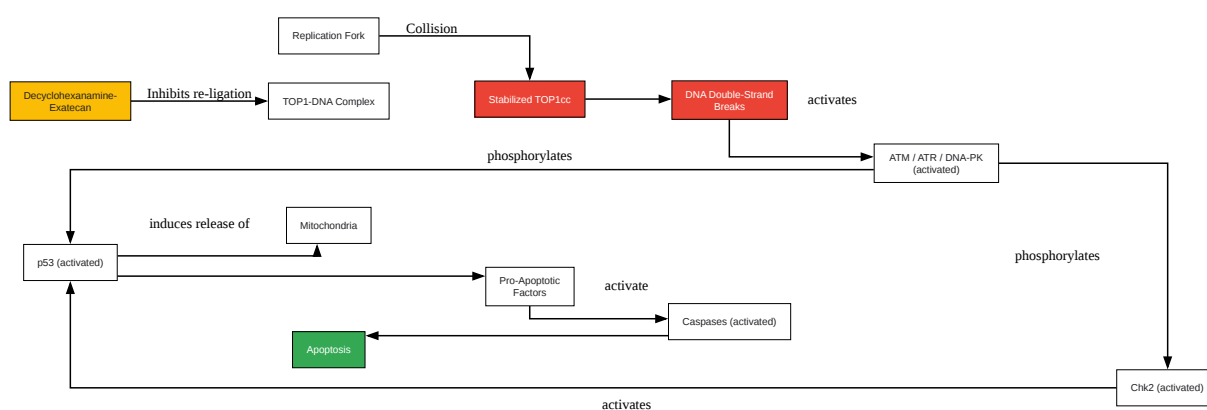 Replication Fork
Collision
Decyclohexanamine-
Exatecan
Inhibits re-ligation
TOP1-DNA Complex
Stabilized TOP1cc
DNA Double-Strand
Breaks
activates
ATM / ATR / DNA-PK
(activated)
phosphorylates
induces release of
Mitochondria
p53 (activated)
phosphorylates
Pro-Apoptotic
Factors
activate
Caspases (activated)
Apoptosis
Chk2 (activated)
activates